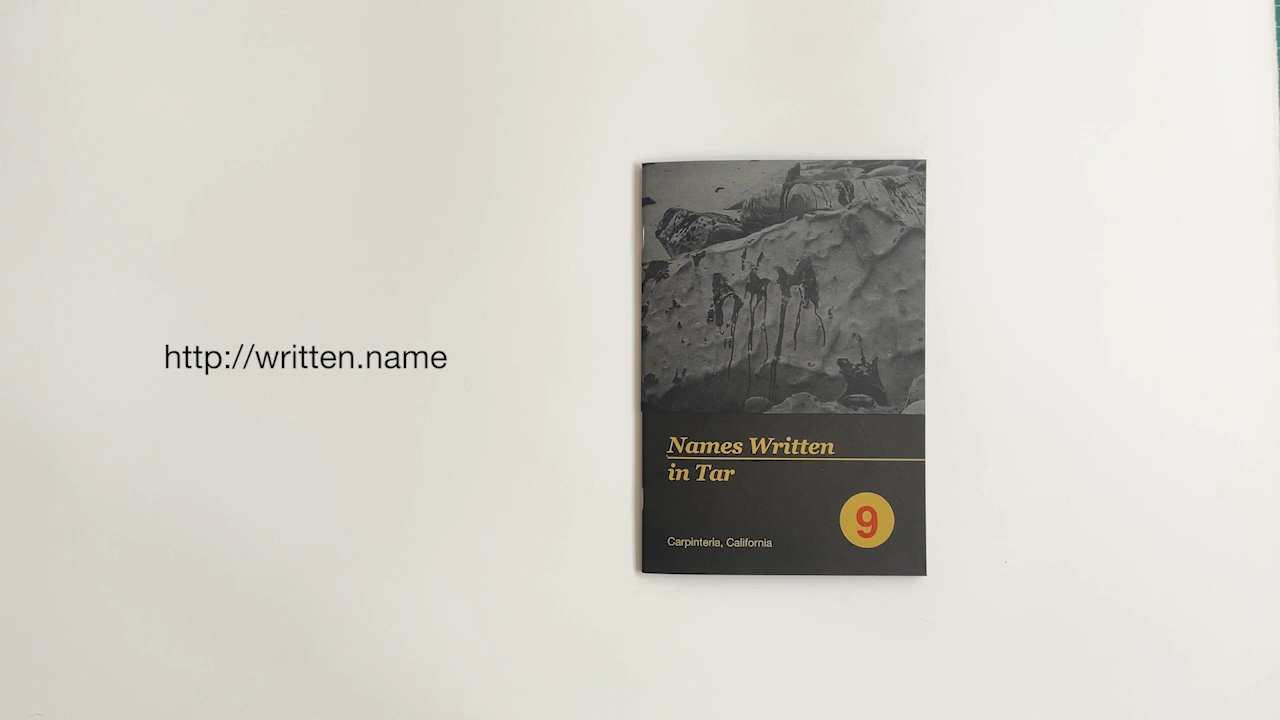 http://written.name
Names Written
in Tar
9
Carpinteria, California